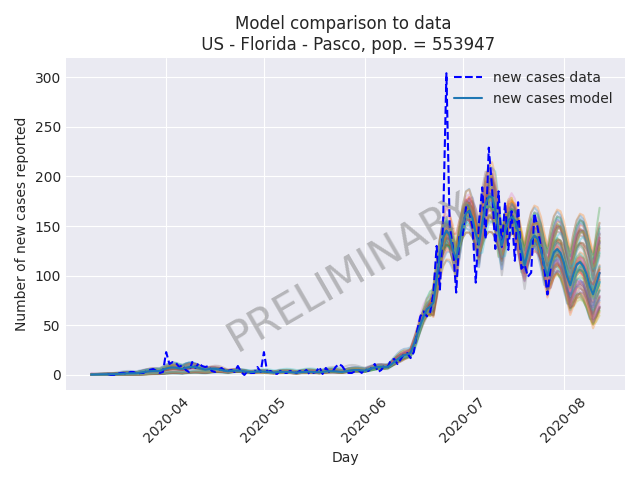 Model comparison to data
US - Florida - Pasco, pop. = 553947
new cases data
new cases model
Number of new cases reported
300
250
200
150
100
50
0
PRELIMINARY
2020-04
2020-05
2020-06
2020-07
2020-08
Day